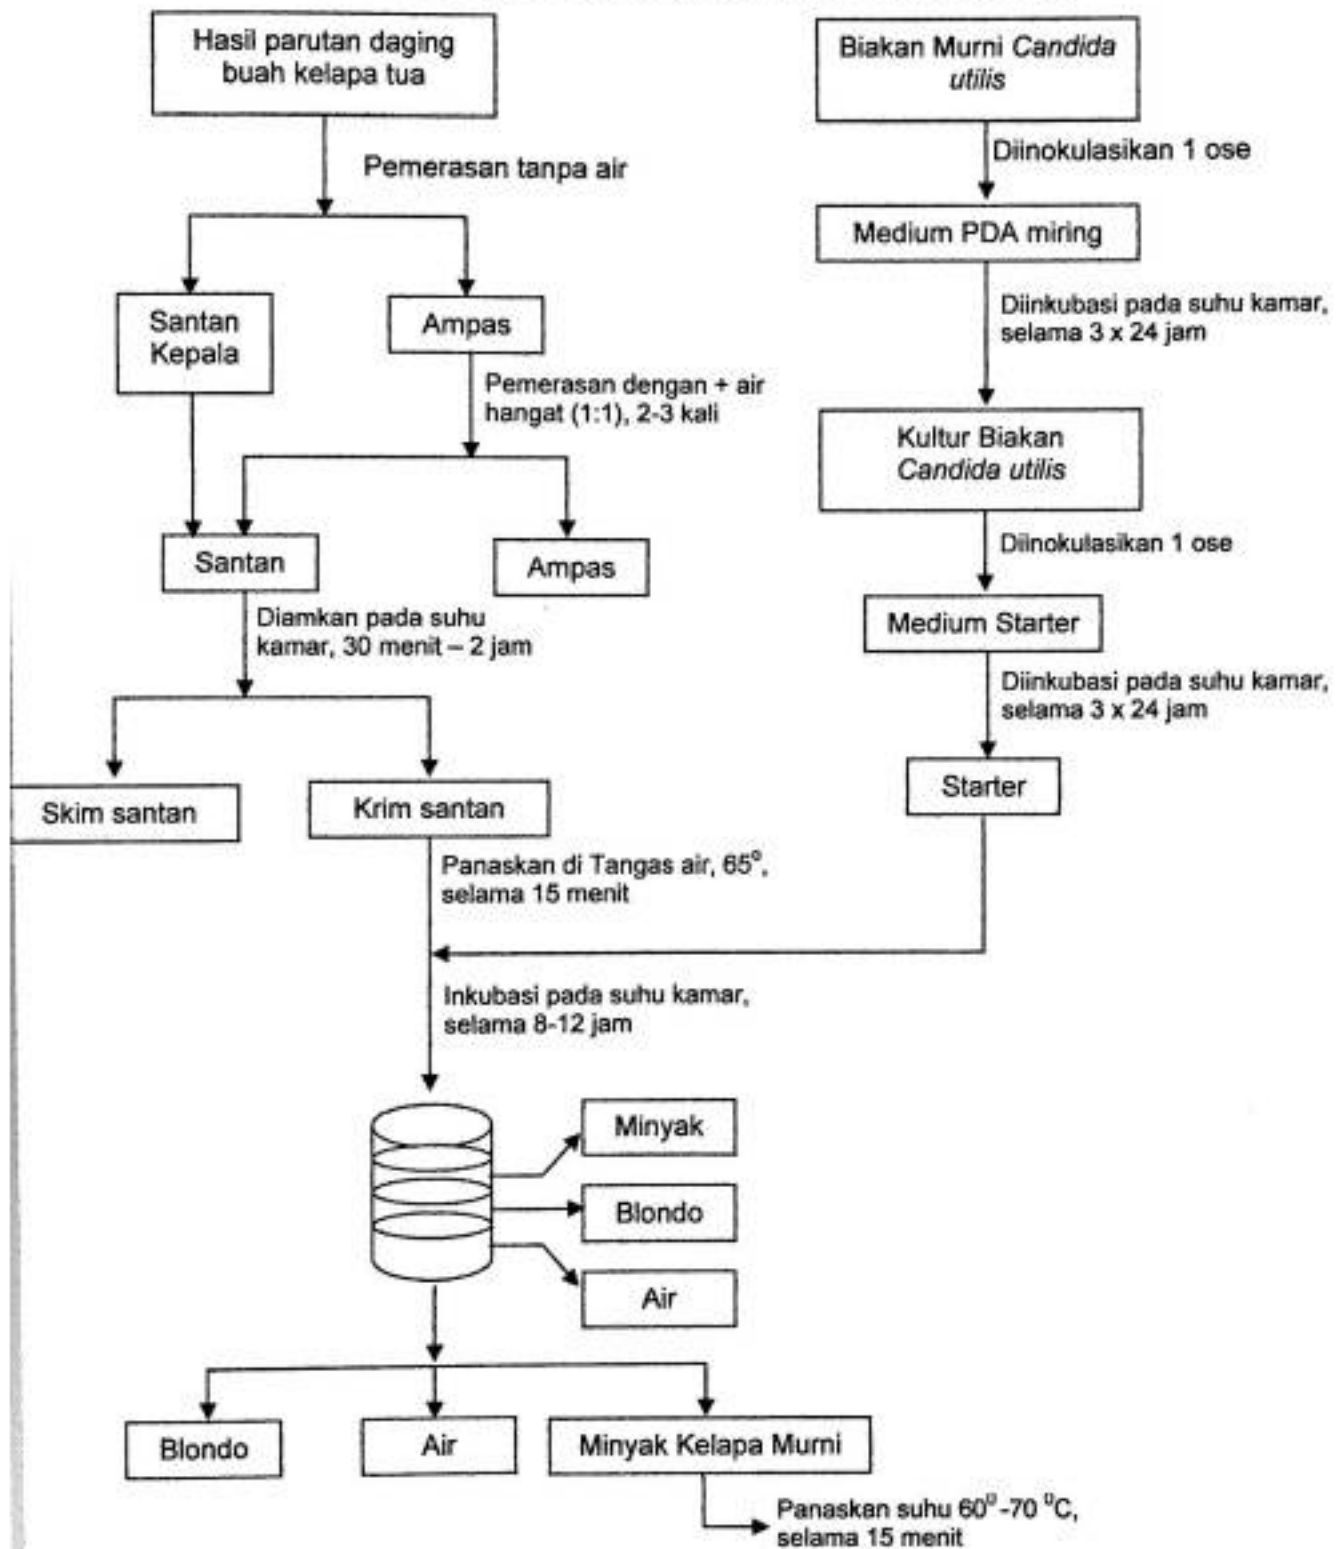 Hasil parutan daging
buah kelapa tua
Pemerasan tanpa air
Santan
Kepala
Ampas
Pemerasan dengan + air
hangat (1:1), 2-3 kali
Santan
Ampas
Diamkan pada suhu
kamar, 30 menit – 2 jam
Skim santan
Krim santan
Panaskan di Tangas air, 65⁰,
selama 15 menit
Biakan Murni Candida
utilis
Diinokulasikan 1 ose
Medium PDA miring
Diinkubasi pada suhu kamar,
selama 3 x 24 jam
Kultur Biakan
Candida utilis
Diinokulasikan 1 ose
Medium Starter
Diinkubasi pada suhu kamar,
selama 3 x 24 jam
Starter
Inkubasi pada suhu kamar,
selama 8-12 jam
Minyak
Blondo
Air
Blondo
Air
Minyak Kelapa Murni
Panaskan suhu 60⁰ -70 ⁰C,
selama 15 menit